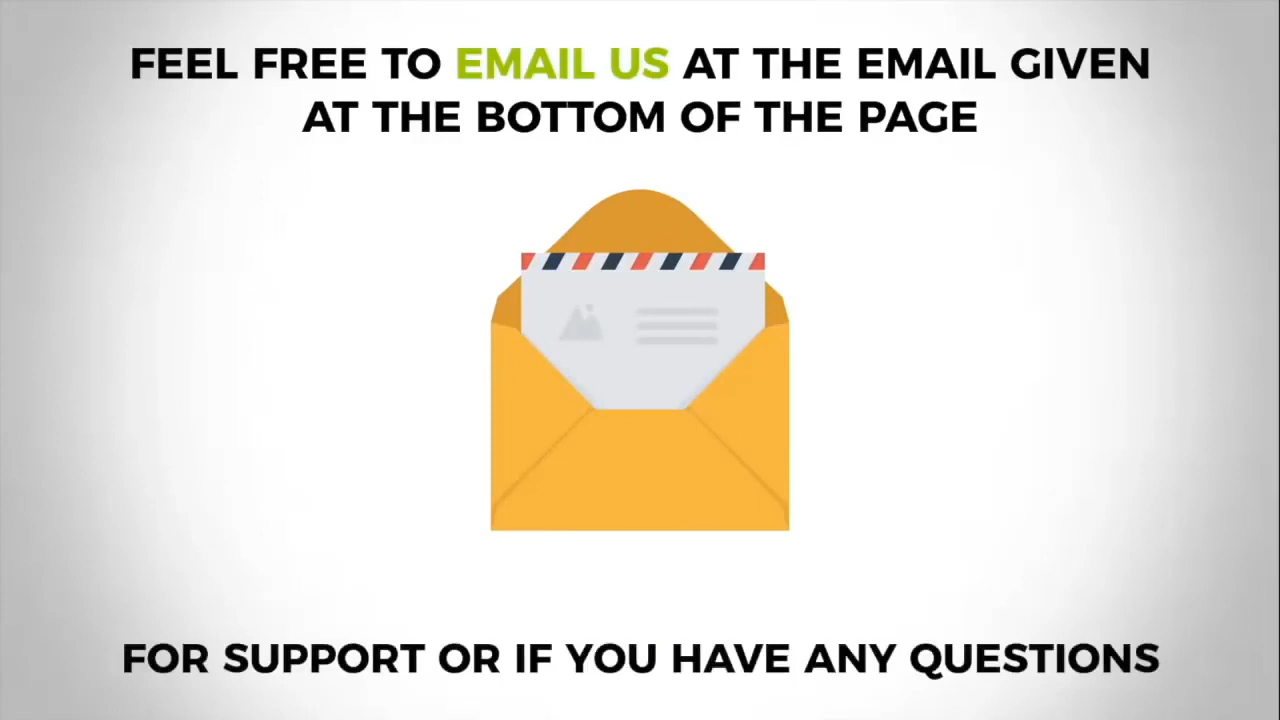 FEEL FREE TO EMAIL US AT THE EMAIL GIVEN
AT THE BOTTOM OF THE PAGE
FOR SUPPORT OR IF YOU HAVE ANY QUESTIONS